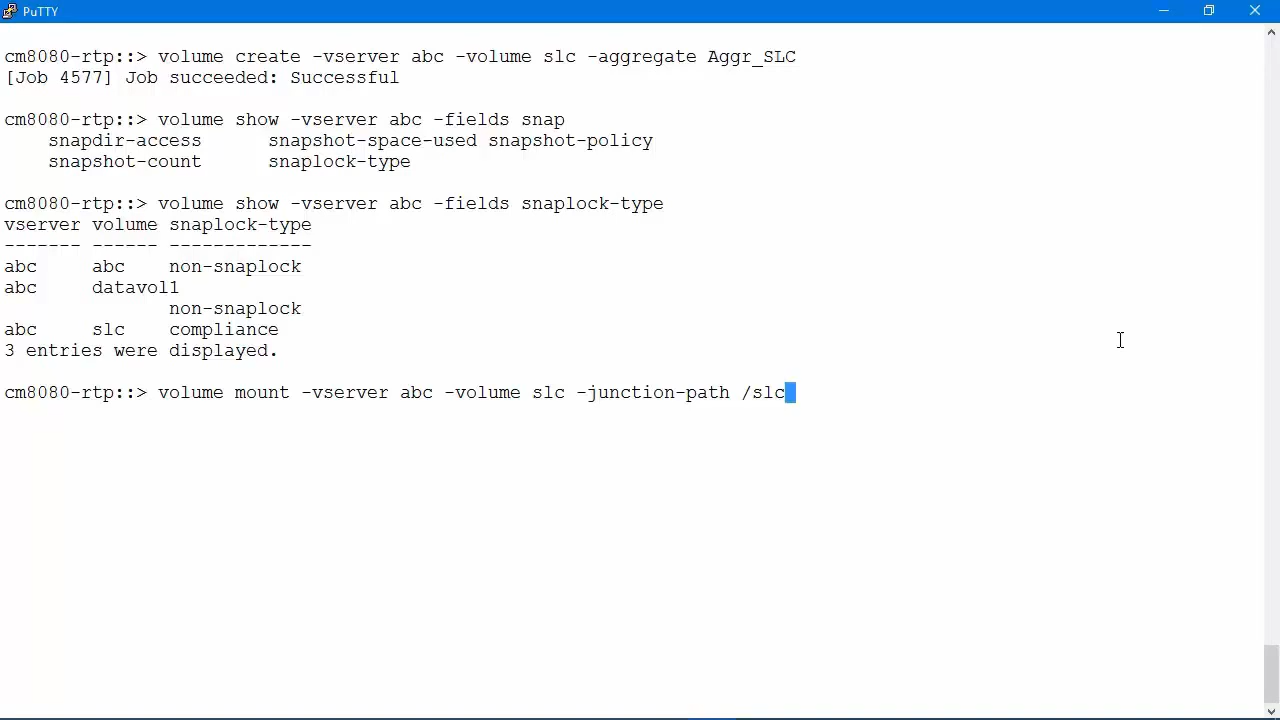 PuTTY
cm8080-rtp::> volume create -vserver abc -volume slc -aggregate Aggr_SLC
[Job 4577] Job succeeded: Successful
cm8080-rtp::> volume show -vserver abc -fields snap
    snapdir-access      snapshot-space-used snapshot-policy
    snapshot-count      snaplock-type
cm8080-rtp::> volume show -vserver abc -fields snaplock-type
vserver volume snaplock-type
------- ------ -------------
abc     abc    non-snaplock
abc     datavol1
               non-snaplock
abc     slc    compliance
3 entries were displayed.
cm8080-rtp::> volume mount -vserver abc -volume slc -junction-path /slc